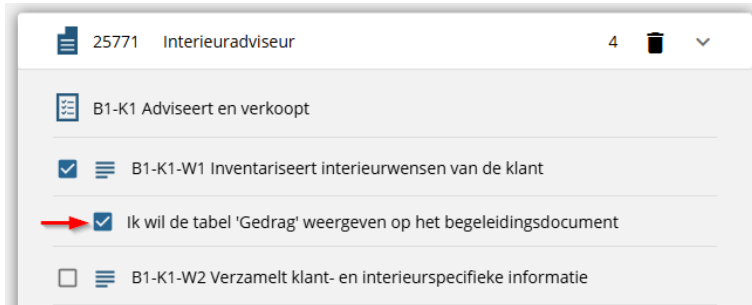 25771 Interieuradviseur 4
B1-K1 Adviseert en verkoopt
B1-K1-W1 Inventariseert interieurwensen van de klant
Ik wil de tabel 'Gedrag' weergeven op het begeleidingsdocument
B1-K1-W2 Verzamelt klant- en interieurspecifieke informatie